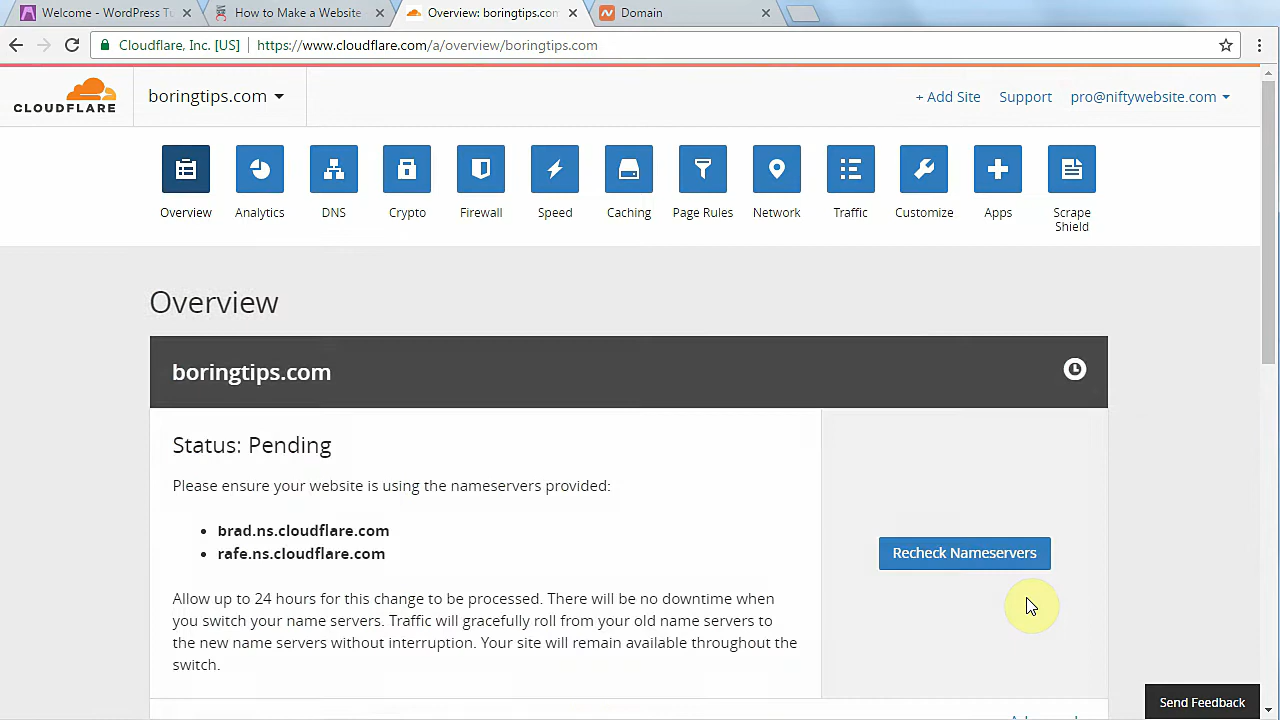 Welcome - WordPress Tu
How to Make a Website
Overview: boringtips.com
Domain
Cloudflare, Inc. [US]
https://www.cloudflare.com/a/overview/boringtips.com
CLOUDFLARE
boringtips.com
+ Add Site
Support
pro@niftywebsite.com
Overview
Analytics
DNS
Crypto
Firewall
Speed
Caching
Page Rules
Network
Traffic
Customize
Apps
Scrape
Shield
Overview
boringtips.com
Status: Pending
Please ensure your website is using the nameservers provided:
• brad.ns.cloudflare.com
• rafe.ns.cloudflare.com
Recheck Nameservers
Allow up to 24 hours for this change to be processed. There will be no downtime when
you switch your name servers. Traffic will gracefully roll from your old name servers to
the new name servers without interruption. Your site will remain available throughout the
switch.
Send Feedback